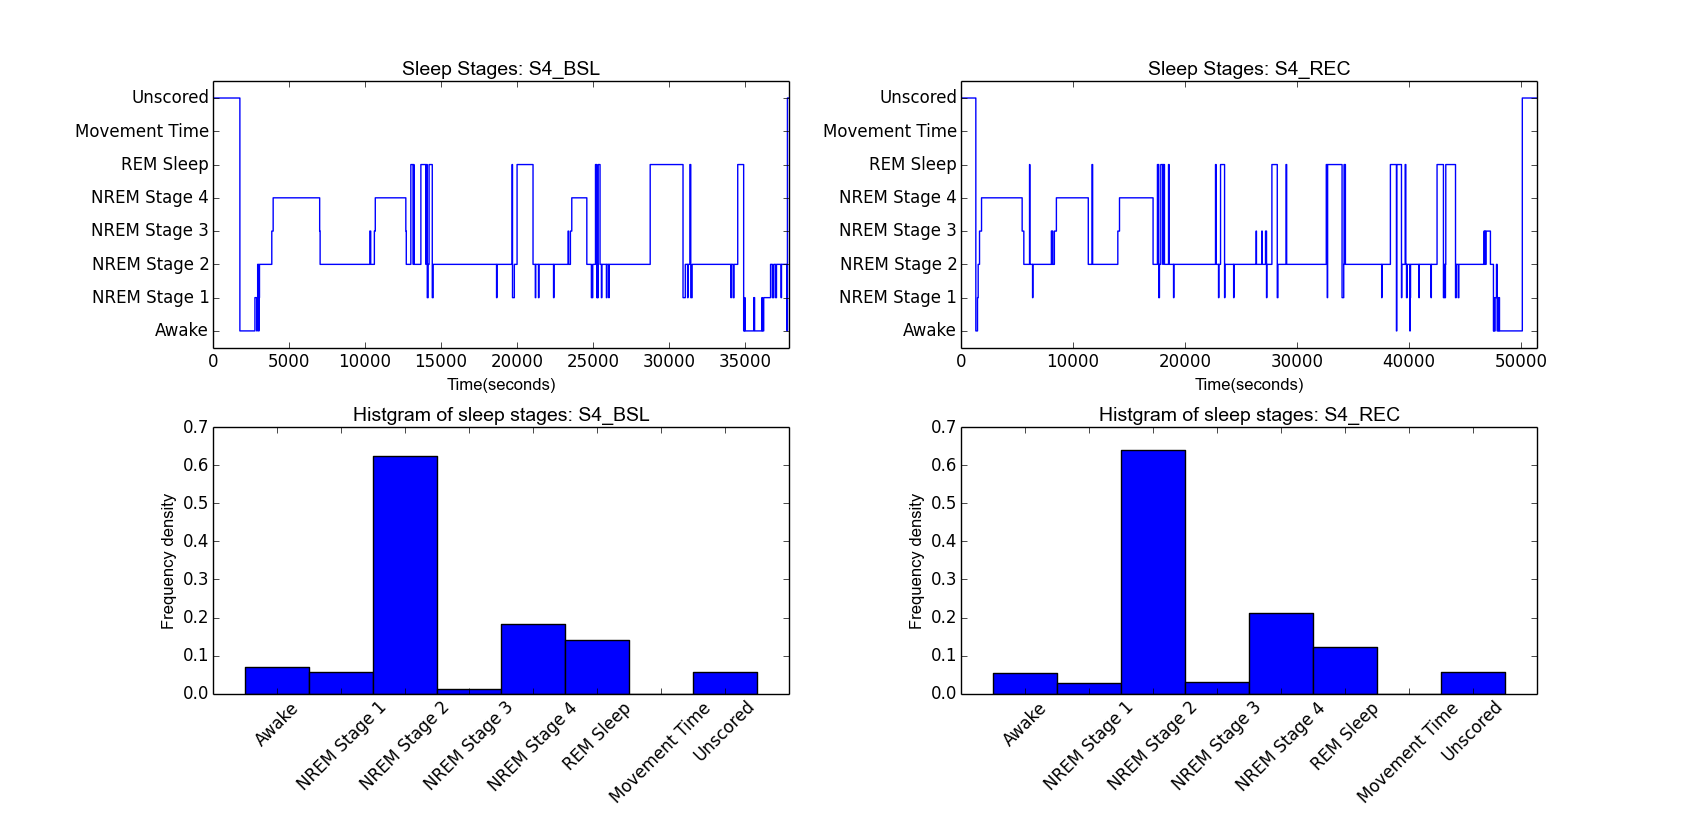 Sleep Stages: S4_BSL
Unscored
Movement Time
REM Sleep
NREM Stage 4
NREM Stage 3
NREM Stage 2
NREM Stage 1
Awake
0 5000 10000 15000 20000 25000 30000 35000
Time(seconds)
Sleep Stages: S4_REC
Unscored
Movement Time
REM Sleep
NREM Stage 4
NREM Stage 3
NREM Stage 2
NREM Stage 1
Awake
0 10000 20000 30000 40000 50000
Time(seconds)
Histgram of sleep stages: S4_BSL
Frequency density
0.7
0.6
0.5
0.4
0.3
0.2
0.1
0.0
Awake
NREM Stage 1
NREM Stage 2
NREM Stage 3
NREM Stage 4
REM Sleep
Movement Time
Unscored
Histgram of sleep stages: S4_REC
Frequency density
0.7
0.6
0.5
0.4
0.3
0.2
0.1
0.0
Awake
NREM Stage 1
NREM Stage 2
NREM Stage 3
NREM Stage 4
REM Sleep
Movement Time
Unscored